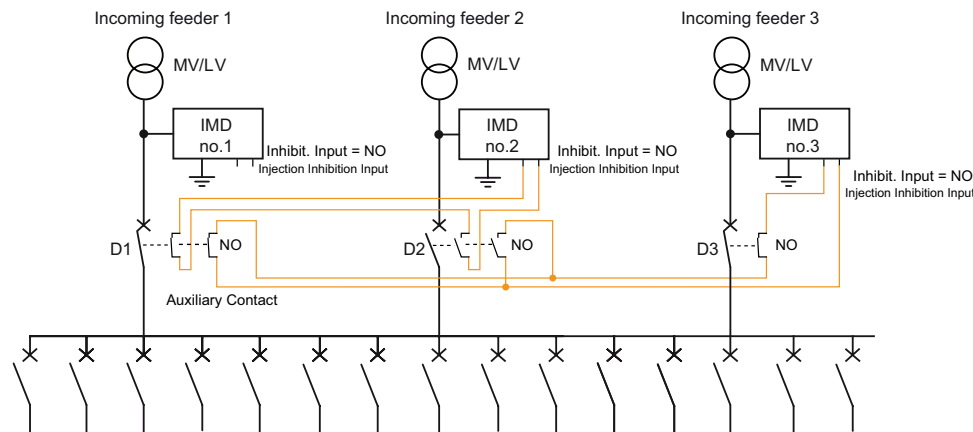 Incoming feeder 1
Incoming feeder 2
Incoming feeder 3
MV/LV
MV/LV
MV/LV
IMD
no.1
IMD
no.2
IMD
no.3
Inhibit. Input = NO
Injection Inhibition Input
Inhibit. Input = NO
Injection Inhibition Input
Inhibit. Input = NO
Injection Inhibition Input
D1
NO
D2
NO
D3
NO
Auxiliary Contact